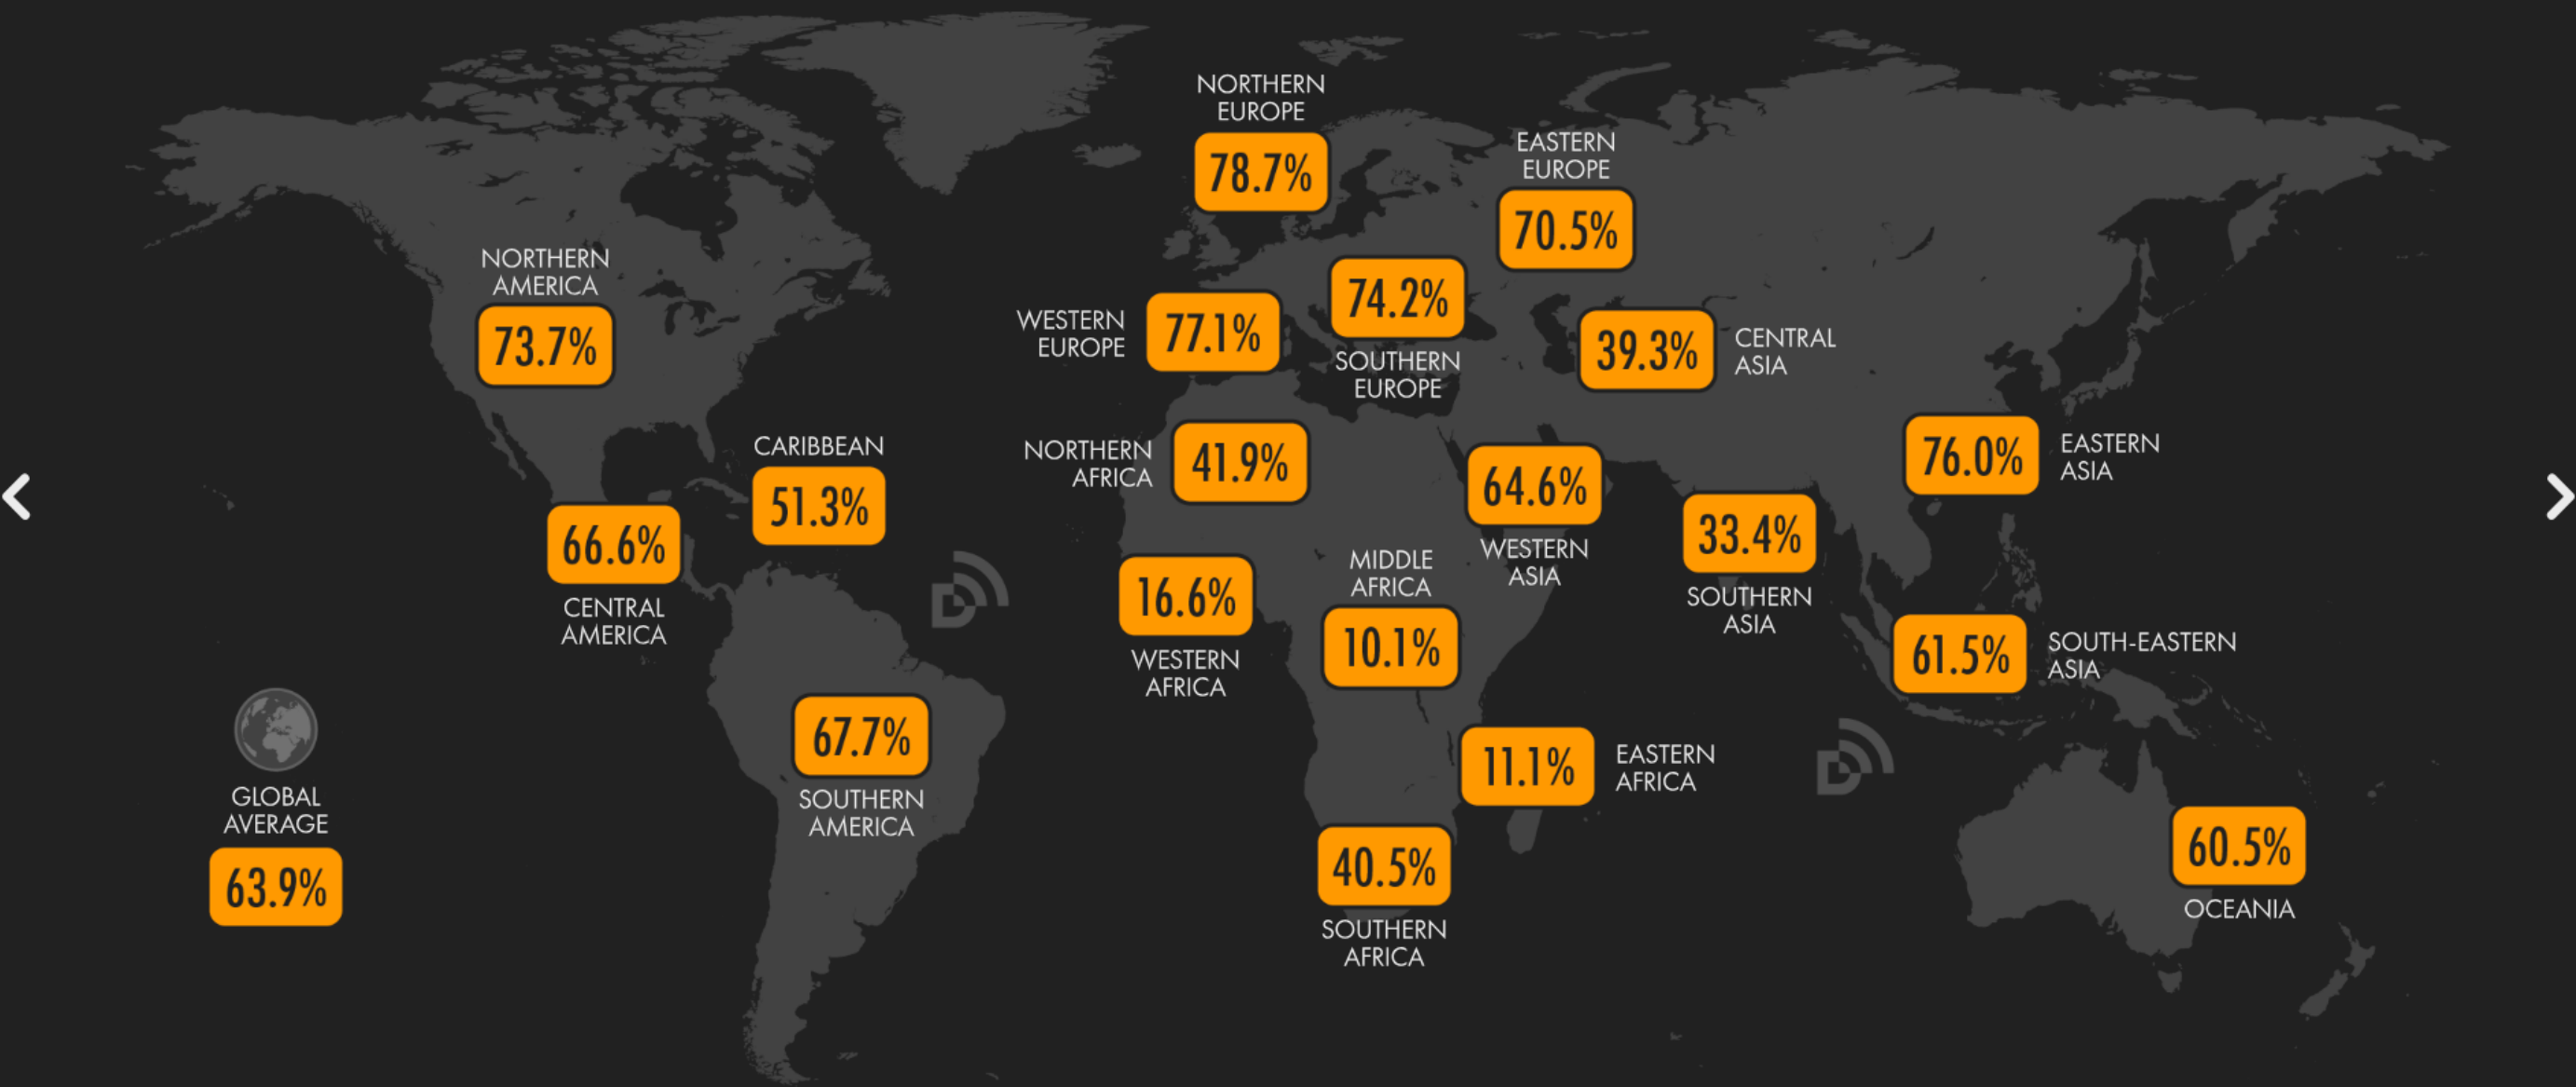 NORTHERN
EUROPE
78.7%
EASTERN
EUROPE
70.5%
NORTHERN
AMERICA
73.7%
WESTERN
EUROPE
77.1%
74.2%
SOUTHERN
EUROPE
39.3%
CENTRAL
ASIA
CARIBBEAN
51.3%
NORTHERN
AFRICA
41.9%
64.6%
WESTERN
ASIA
76.0%
EASTERN
ASIA
33.4%
SOUTHERN
ASIA
66.6%
CENTRAL
AMERICA
16.6%
WESTERN
AFRICA
MIDDLE
AFRICA
10.1%
61.5%
SOUTH-EASTERN
ASIA
67.7%
SOUTHERN
AMERICA
11.1%
EASTERN
AFRICA
GLOBAL
AVERAGE
63.9%
40.5%
SOUTHERN
AFRICA
60.5%
OCEANIA